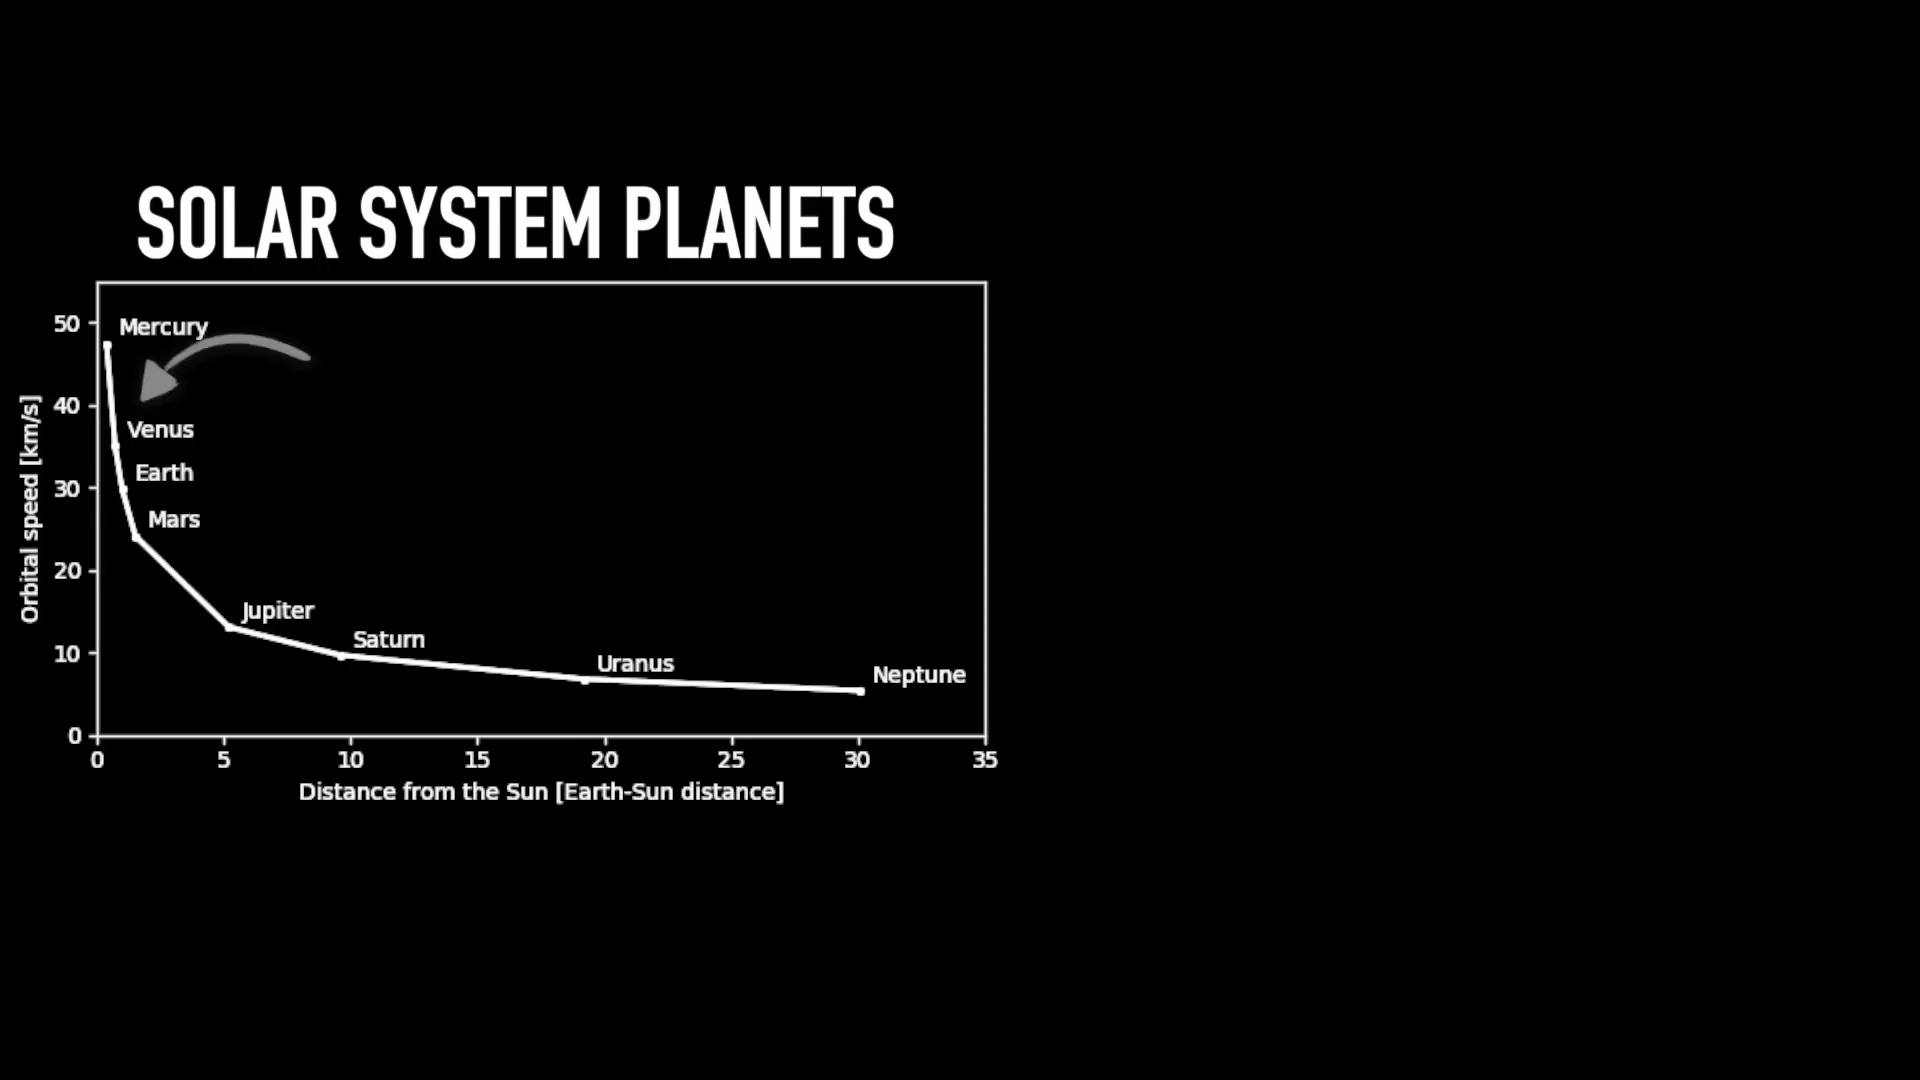 SOLAR SYSTEM PLANETS
50
Mercury
40
Venus
Earth
30
Mars
20
Jupiter
Saturn
10
Uranus
Neptune
0
0 5 10 15 20 25 30 35
Orbital speed [km/s]
Distance from the Sun [Earth-Sun distance]